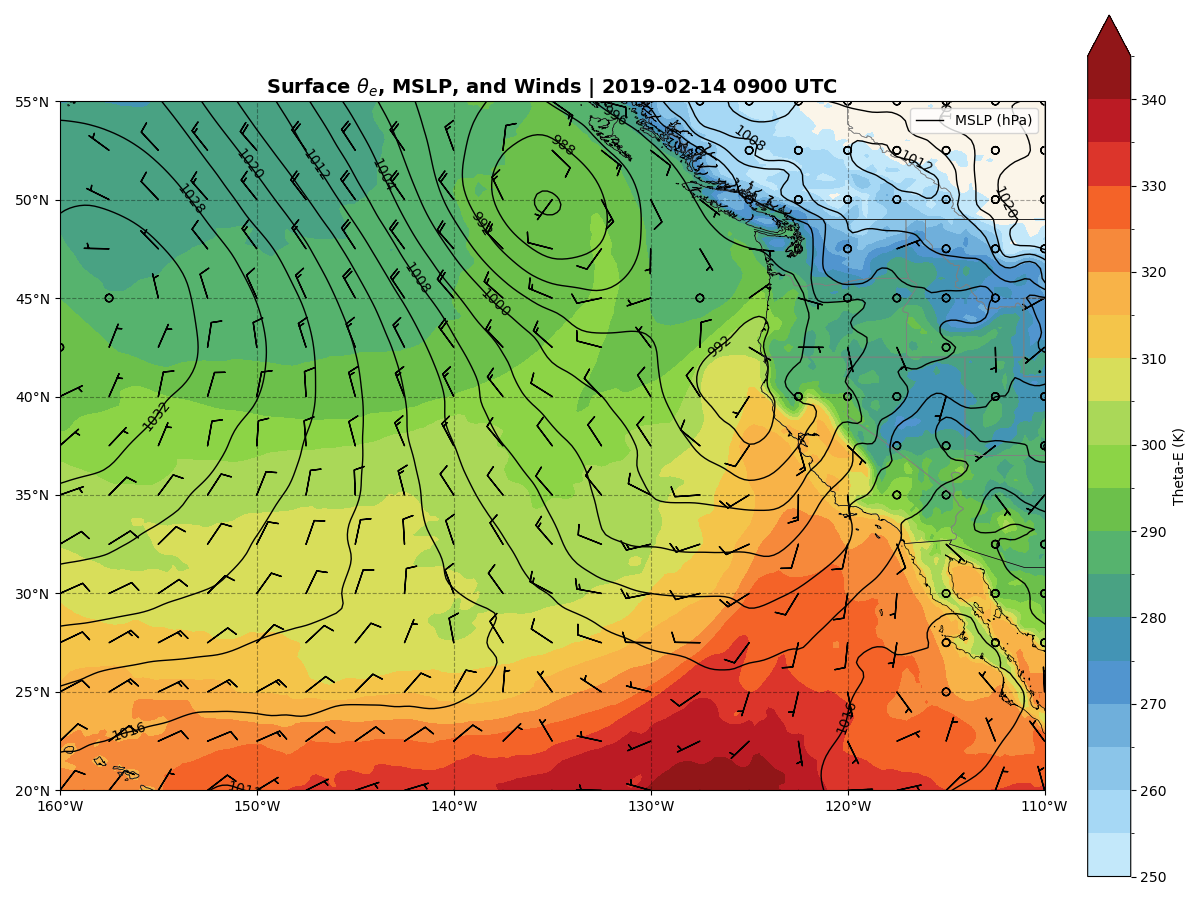 Surface θe, MSLP, and Winds | 2019-02-14 0900 UTC
MSLP (hPa)
55°N
50°N
45°N
40°N
35°N
30°N
25°N
20°N
160°W
150°W
140°W
130°W
120°W
110°W
340
330
320
310
300
290
280
270
260
250
Theta-E (K)
996
988
1008
1012
1020
1012
1004
1028
1020
992
1008
1000
992
1032
1016
1016